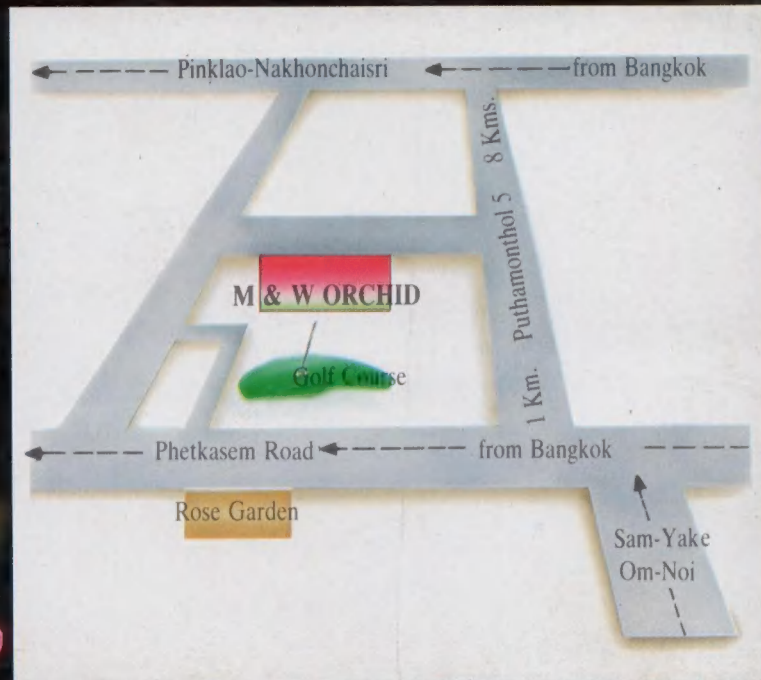 Pinklao-Nakhonchaisri
from Bangkok
8 Kms.
Puthamonthol 5
1 Km.
M & W ORCHID
Golf Course
Phetkasem Road
from Bangkok
Rose Garden
Sam-Yake
Om-Noi